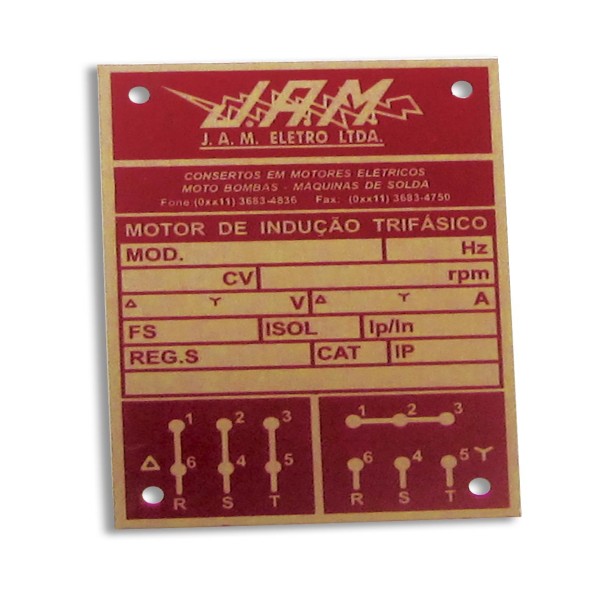 J.A.M.
J. A. M. ELETRO LTDA.
CONSERTOS EM MOTORES ELÉTRICOS
MOTO BOMBAS - MAQUINAS DE SOLDA
Fone:(0xx11) 3683-4836 Fax: (0xx11) 3683-4750
MOTOR DE INDUÇÃO TRIFÁSICO
MOD. Hz
CV rpm
Δ Y V Δ Y A
FS ISOL Ip/In
REG.S CAT IP
1 2 3 1 2 3
Δ 6 4 5 6 4 5 Y
R S T R S T